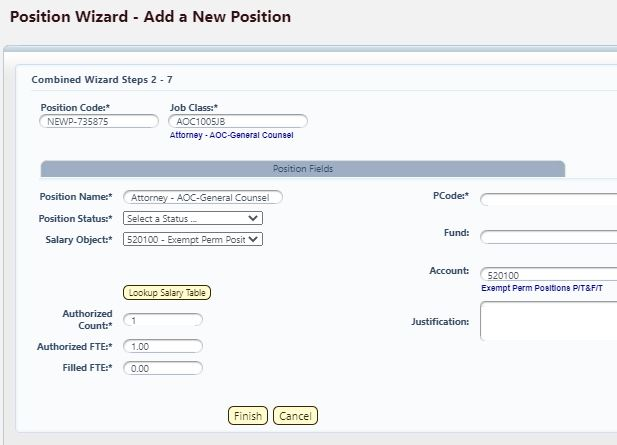 Position Wizard - Add a New Position
Combined Wizard Steps 2 - 7
Position Code:* Job Class:*
NEWP-735875 AOC1005JB
Attorney - AOC-General Counsel
Position Fields
Position Name:* Attorney - AOC-General Counsel PCode:*
Position Status:* Select a Status ...
Fund:
Salary Object:* 520100 - Exempt Perm Posit
Account: 520100
Exempt Perm Positions P/T&F/T
Lookup Salary Table
Authorized
Count:* 1 Justification:
Authorized FTE:* 1.00
Filled FTE:* 0.00
Finish Cancel